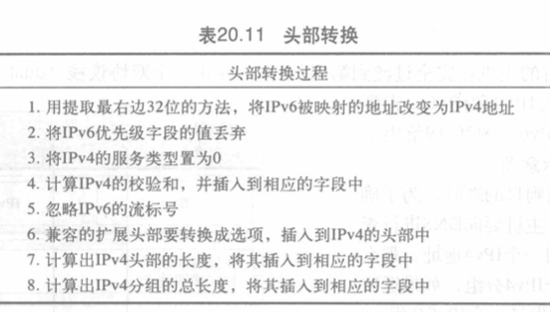 表20.11 头部转换
头部转换过程
1. 用提取最右边32位的方法，将IPv6被映射的地址改变为IPv4地址
2. 将IPv6优先级字段的值丢弃
3. 将IPv4的服务类型置为0
4. 计算IPv4的校验和，并插入到相应的字段中
5. 忽略IPv6的流标号
6. 兼容的扩展头部要转换成选项，插入到IPv4的头部中
7. 计算出IPv4头部的长度，将其插入到相应的字段中
8. 计算出IPv4分组的总长度，将其插入到相应的字段中